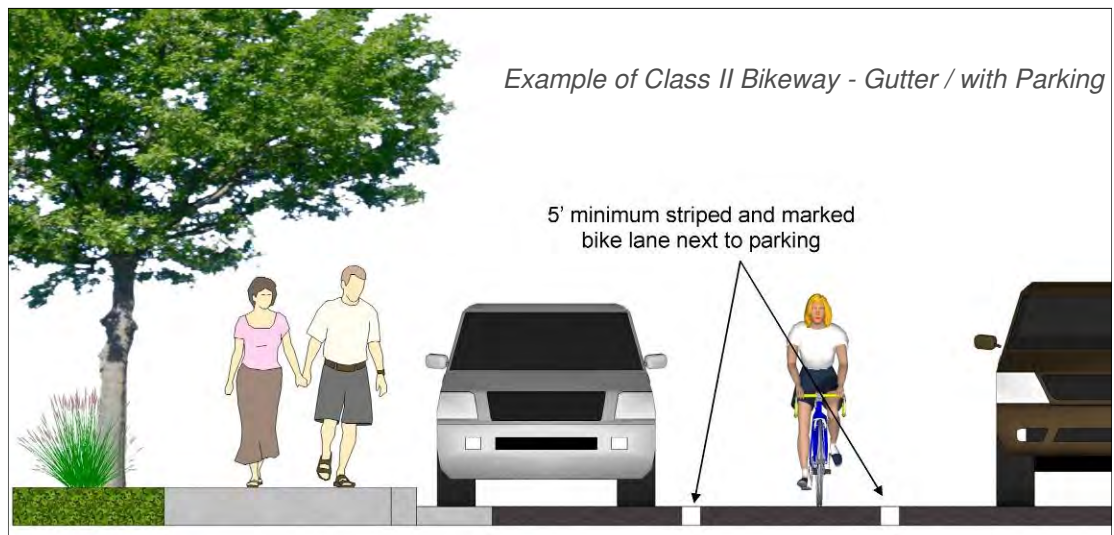 Example of Class II Bikeway - Gutter / with Parking
5' minimum striped and marked
bike lane next to parking